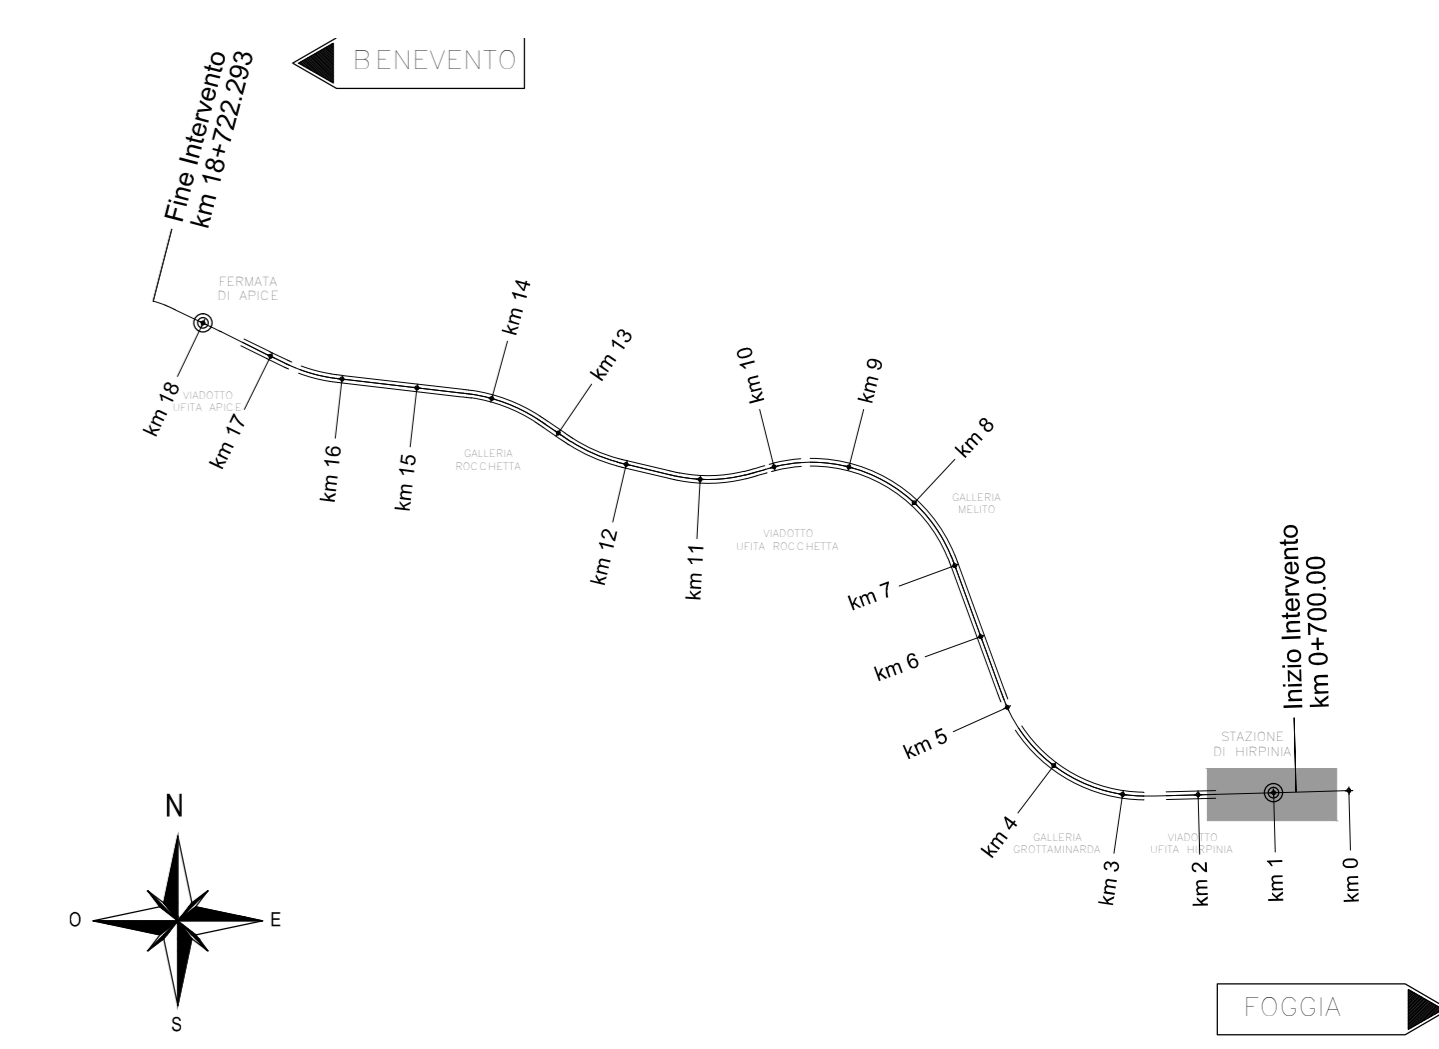 BENEVENTO
Fine Intervento
km 18+722.293
FERMATA
DI APICE
km 18
VIADOTTO
UFITA APICE
km 17
km 16
km 15
GALLERIA
ROCCHETTA
km 14
km 13
km 12
km 11
km 10
VIADOTTO
UFITA ROCCHETTA
km 9
km 8
GALLERIA
MELITO
km 7
km 6
km 5
Inizio Intervento
km 0+700.00
STAZIONE
DI HIRPINIA
km 4
GALLERIA
GROTTAMINARDA
km 3
VIADOTTO
UFITA HIRPINIA
km 2
km 1
km 0
N
O
E
S
FOGGIA